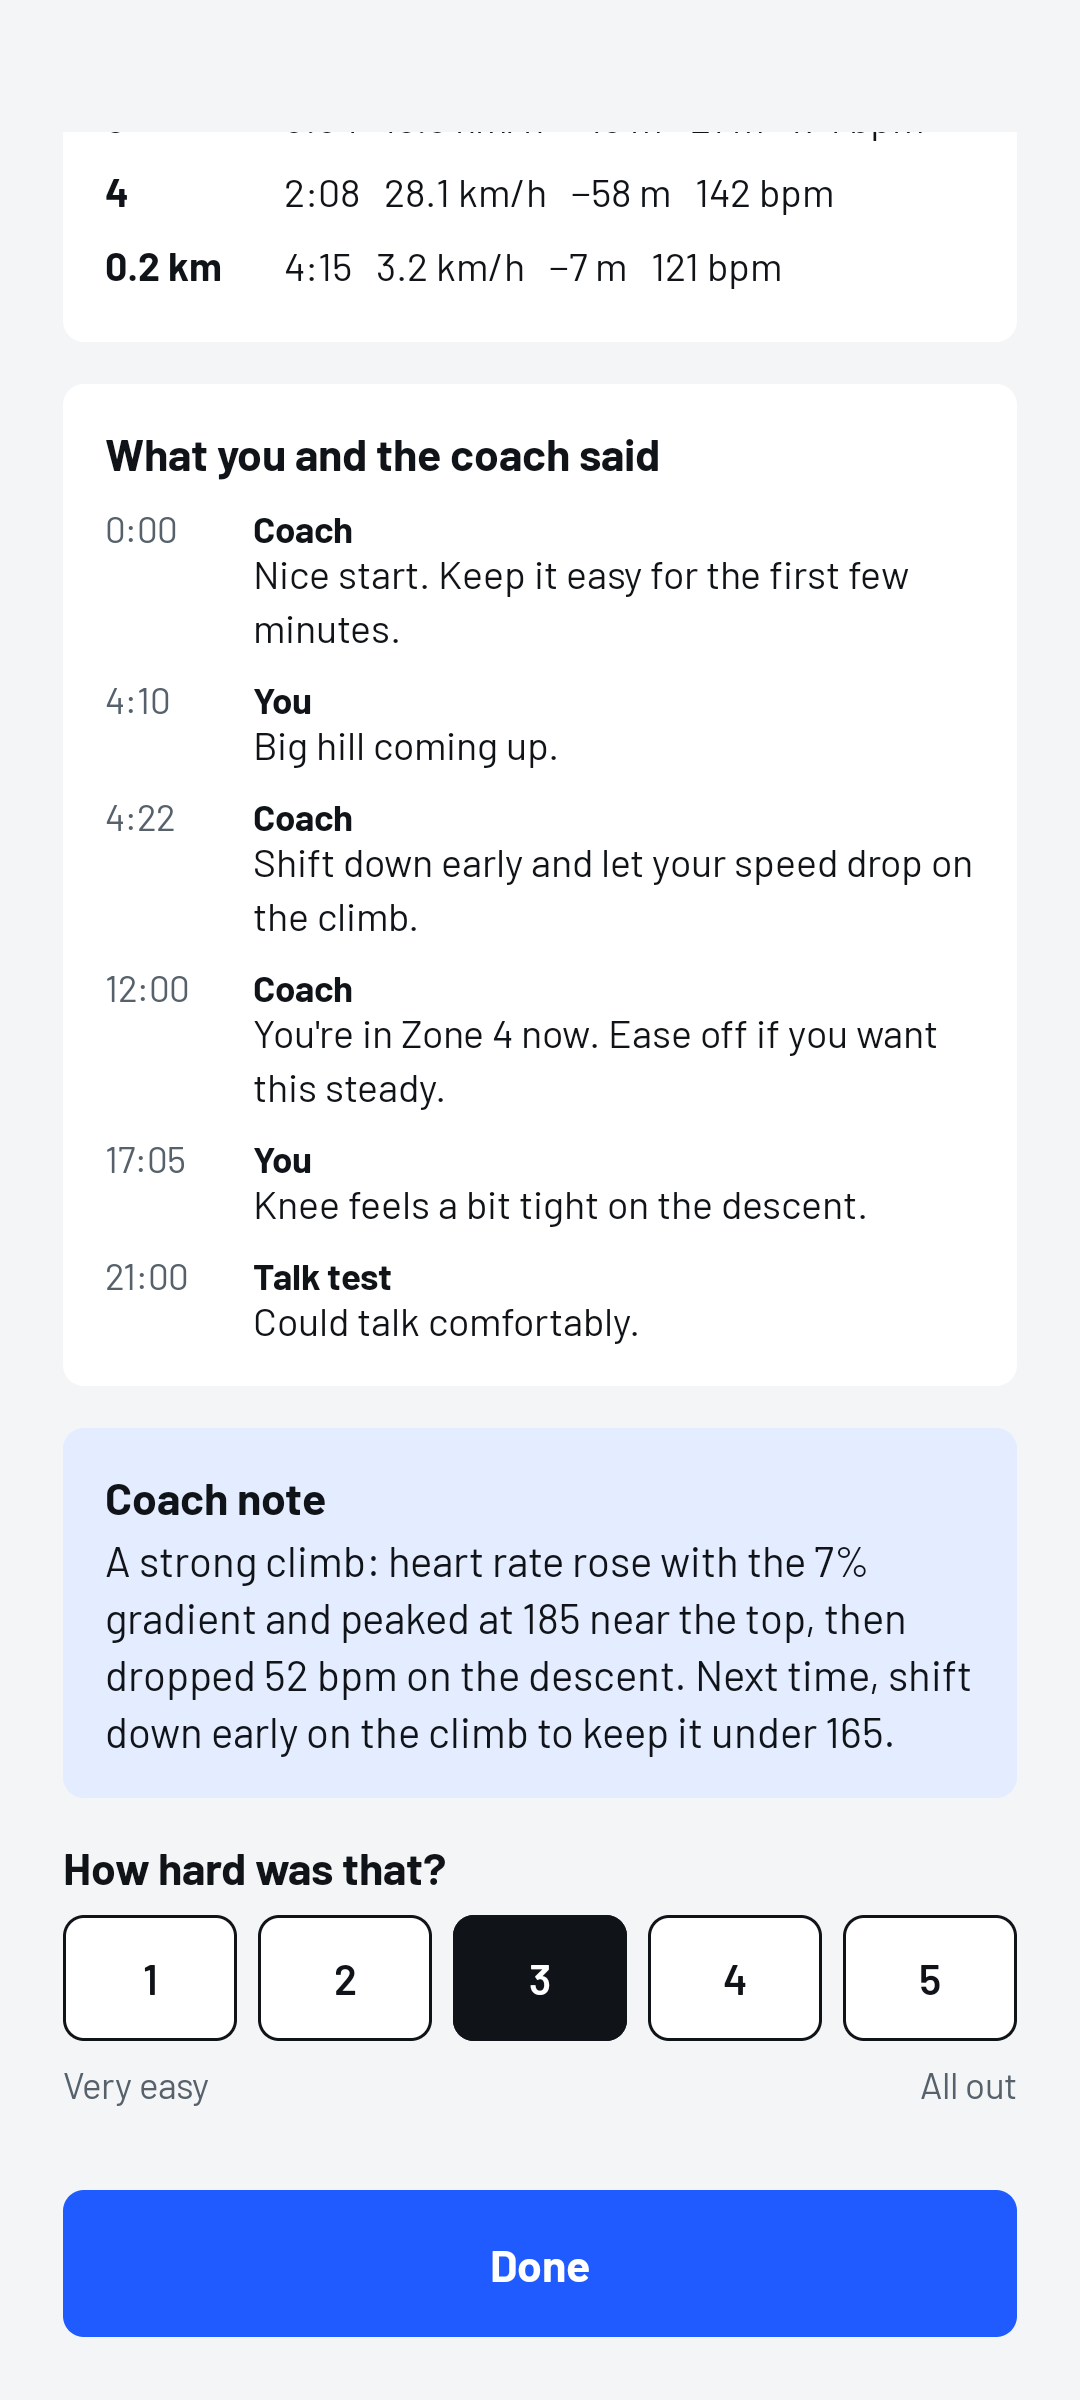 4 2:08 28.1 km/h −58 m 142 bpm
0.2 km 4:15 3.2 km/h −7 m 121 bpm
What you and the coach said
0:00 Coach
Nice start. Keep it easy for the first few
minutes.
4:10 You
Big hill coming up.
4:22 Coach
Shift down early and let your speed drop on
the climb.
12:00 Coach
You're in Zone 4 now. Ease off if you want
this steady.
17:05 You
Knee feels a bit tight on the descent.
21:00 Talk test
Could talk comfortably.
Coach note
A strong climb: heart rate rose with the 7%
gradient and peaked at 185 near the top, then
dropped 52 bpm on the descent. Next time, shift
down early on the climb to keep it under 165.
How hard was that?
1 2 3 4 5
Very easy All out
Done